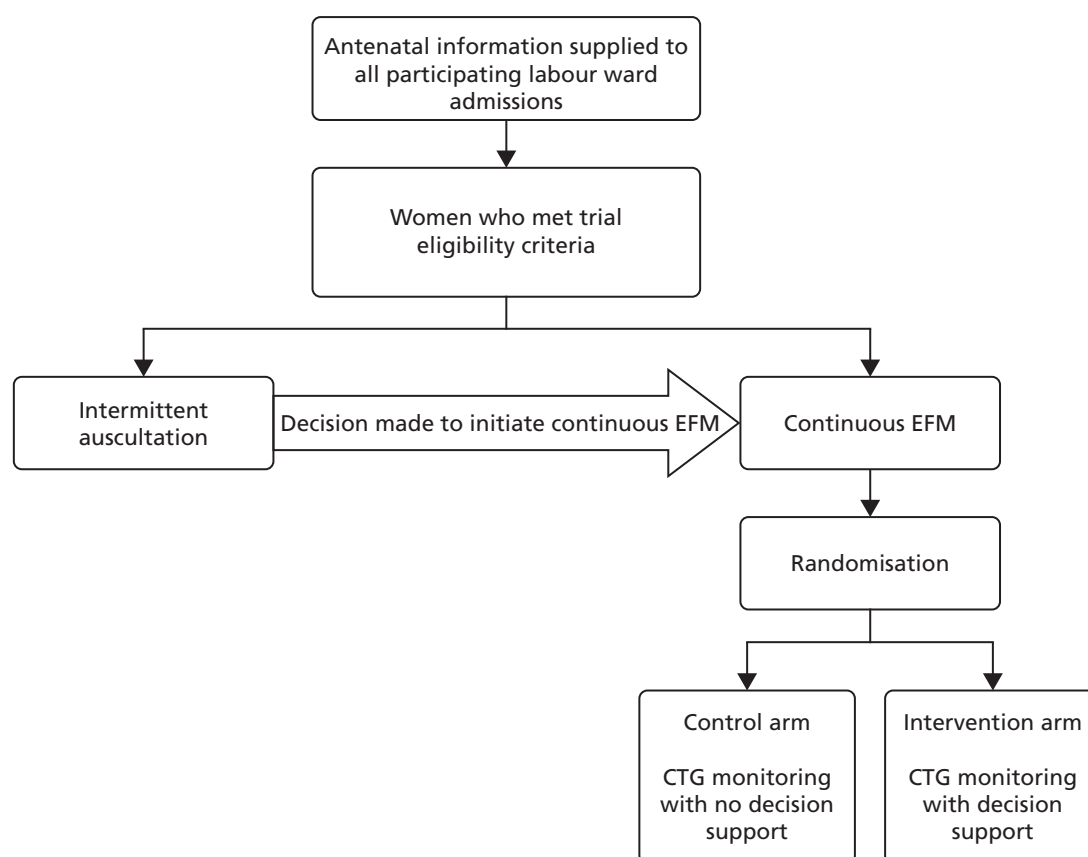 Antenatal information supplied to
all participating labour ward
admissions
Women who met trial
eligibility criteria
Intermittent
auscultation
Decision made to initiate continuous EFM
Continuous EFM
Randomisation
Control arm
CTG monitoring
with no decision
support
Intervention arm
CTG monitoring
with decision
support